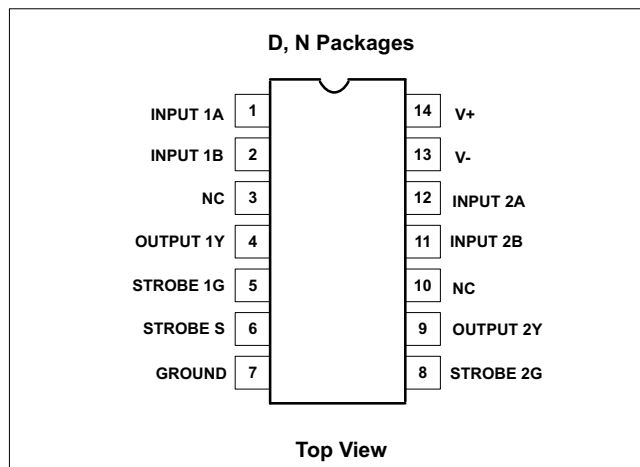 D, N Packages
INPUT 1A 1 14 V+
INPUT 1B 2 13 V-
NC 3 12 INPUT 2A
OUTPUT 1Y 4 11 INPUT 2B
STROBE 1G 5 10 NC
STROBE S 6 9 OUTPUT 2Y
GROUND 7 8 STROBE 2G
Top View